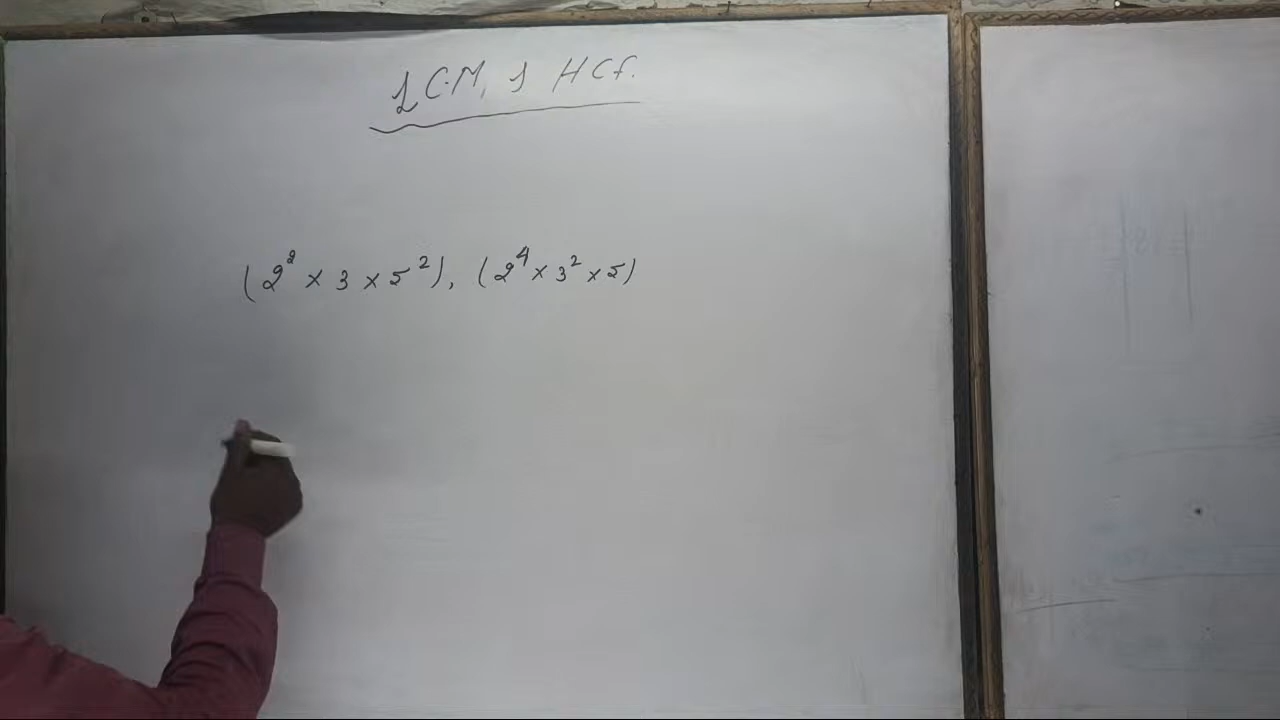 LCM, 1 HCf.
(2² × 3 × 5²), (2⁴ × 3² × 5)